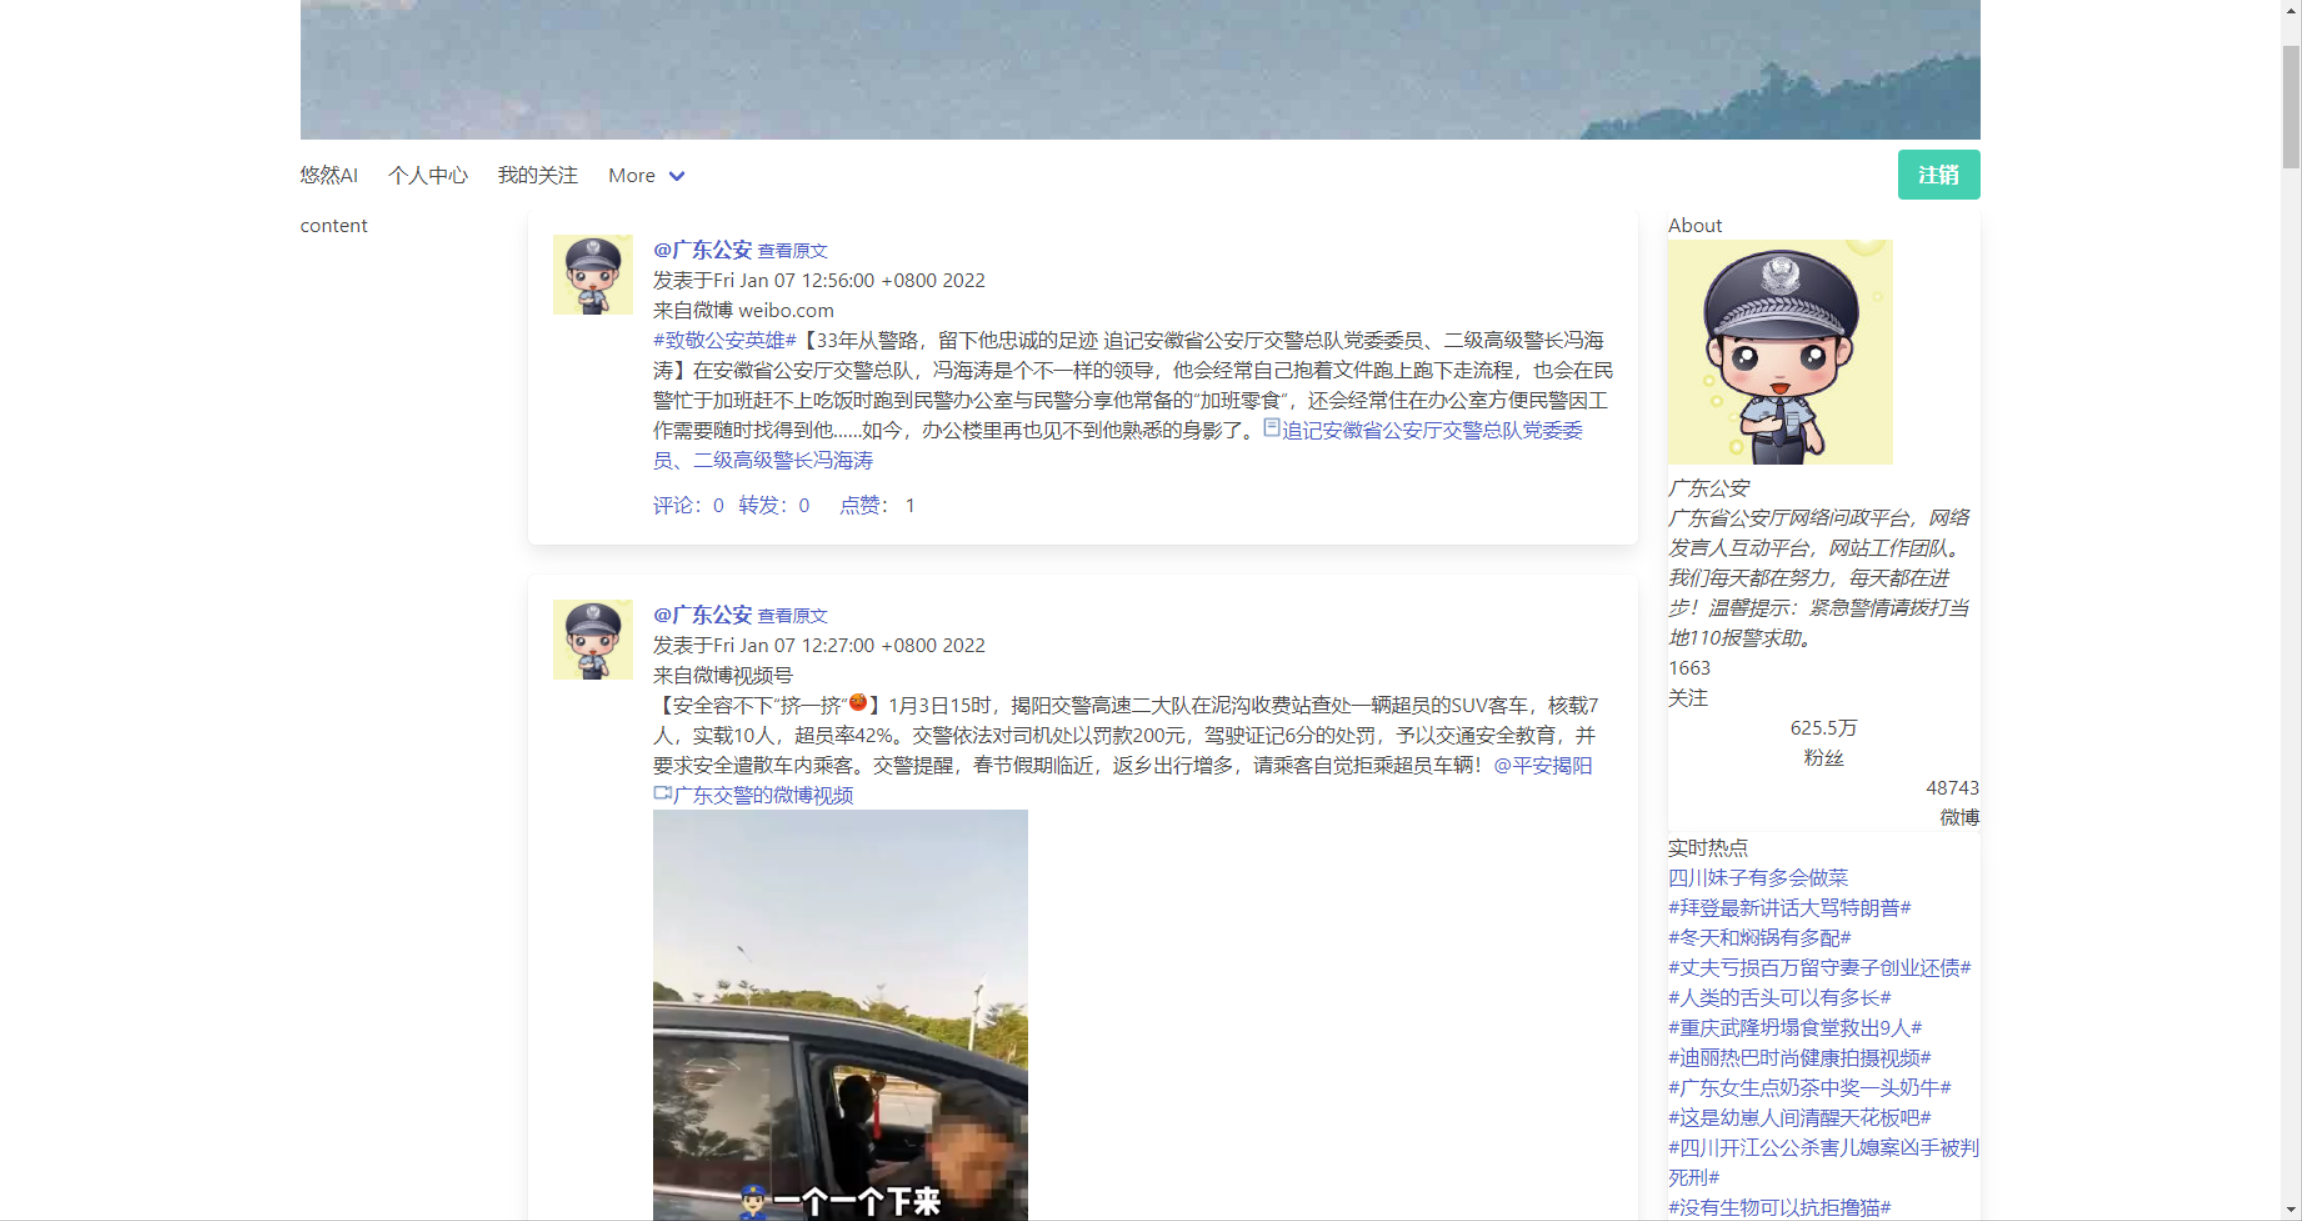 悠然AI 个人中心 我的关注 More 注销
content
@广东公安 查看原文
发表于Fri Jan 07 12:56:00 +0800 2022
来自微博 weibo.com
#致敬公安英雄#【33年从警路，留下他忠诚的足迹 追记安徽省公安厅交警总队党委委员、二级高级警长冯海
涛】在安徽省公安厅交警总队，冯海涛是个不一样的领导，他会经常自己抱着文件跑上跑下走流程，也会在民
警忙于加班赶不上吃饭时跑到民警办公室与民警分享他常备的“加班零食”，还会经常住在办公室方便民警因工
作需要随时找得到他......如今，办公楼里再也见不到他熟悉的身影了。追记安徽省公安厅交警总队党委委
员、二级高级警长冯海涛
评论：0 转发：0 点赞： 1
@广东公安 查看原文
发表于Fri Jan 07 12:27:00 +0800 2022
来自微博视频号
【安全容不下“挤一挤”】1月3日15时，揭阳交警高速二大队在泥沟收费站查处一辆超员的SUV客车，核载7
人，实载10人，超员率42%。交警依法对司机处以罚款200元，驾驶证记6分的处罚，予以交通安全教育，并
要求安全遣散车内乘客。交警提醒，春节假期临近，返乡出行增多，请乘客自觉拒乘超员车辆！@平安揭阳
广东交警的微博视频
一个一个下来
About
广东公安
广东省公安厅网络问政平台，网络
发言人互动平台，网站工作团队。
我们每天都在努力，每天都在进
步！温馨提示：紧急警情请拨打当
地110报警求助。
1663
关注
625.5万
粉丝
48743
微博
实时热点
四川妹子有多会做菜
#拜登最新讲话大骂特朗普#
#冬天和焖锅有多配#
#丈夫亏损百万留守妻子创业还债#
#人类的舌头可以有多长#
#重庆武隆坍塌食堂救出9人#
#迪丽热巴时尚健康拍摄视频#
#广东女生点奶茶中奖一头奶牛#
#这是幼崽人间清醒天花板吧#
#四川开江公公杀害儿媳案凶手被判
死刑#
#没有生物可以抗拒撸猫#